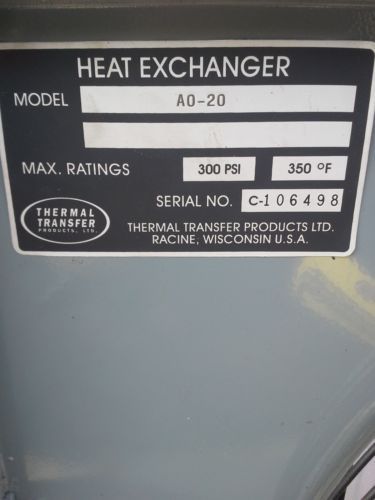 HEAT EXCHANGER
MODEL AO-20
MAX. RATINGS 300 PSI 350 °F
SERIAL NO. C-106498
THERMAL TRANSFER PRODUCTS, LTD.
THERMAL TRANSFER PRODUCTS LTD.
RACINE, WISCONSIN U.S.A.